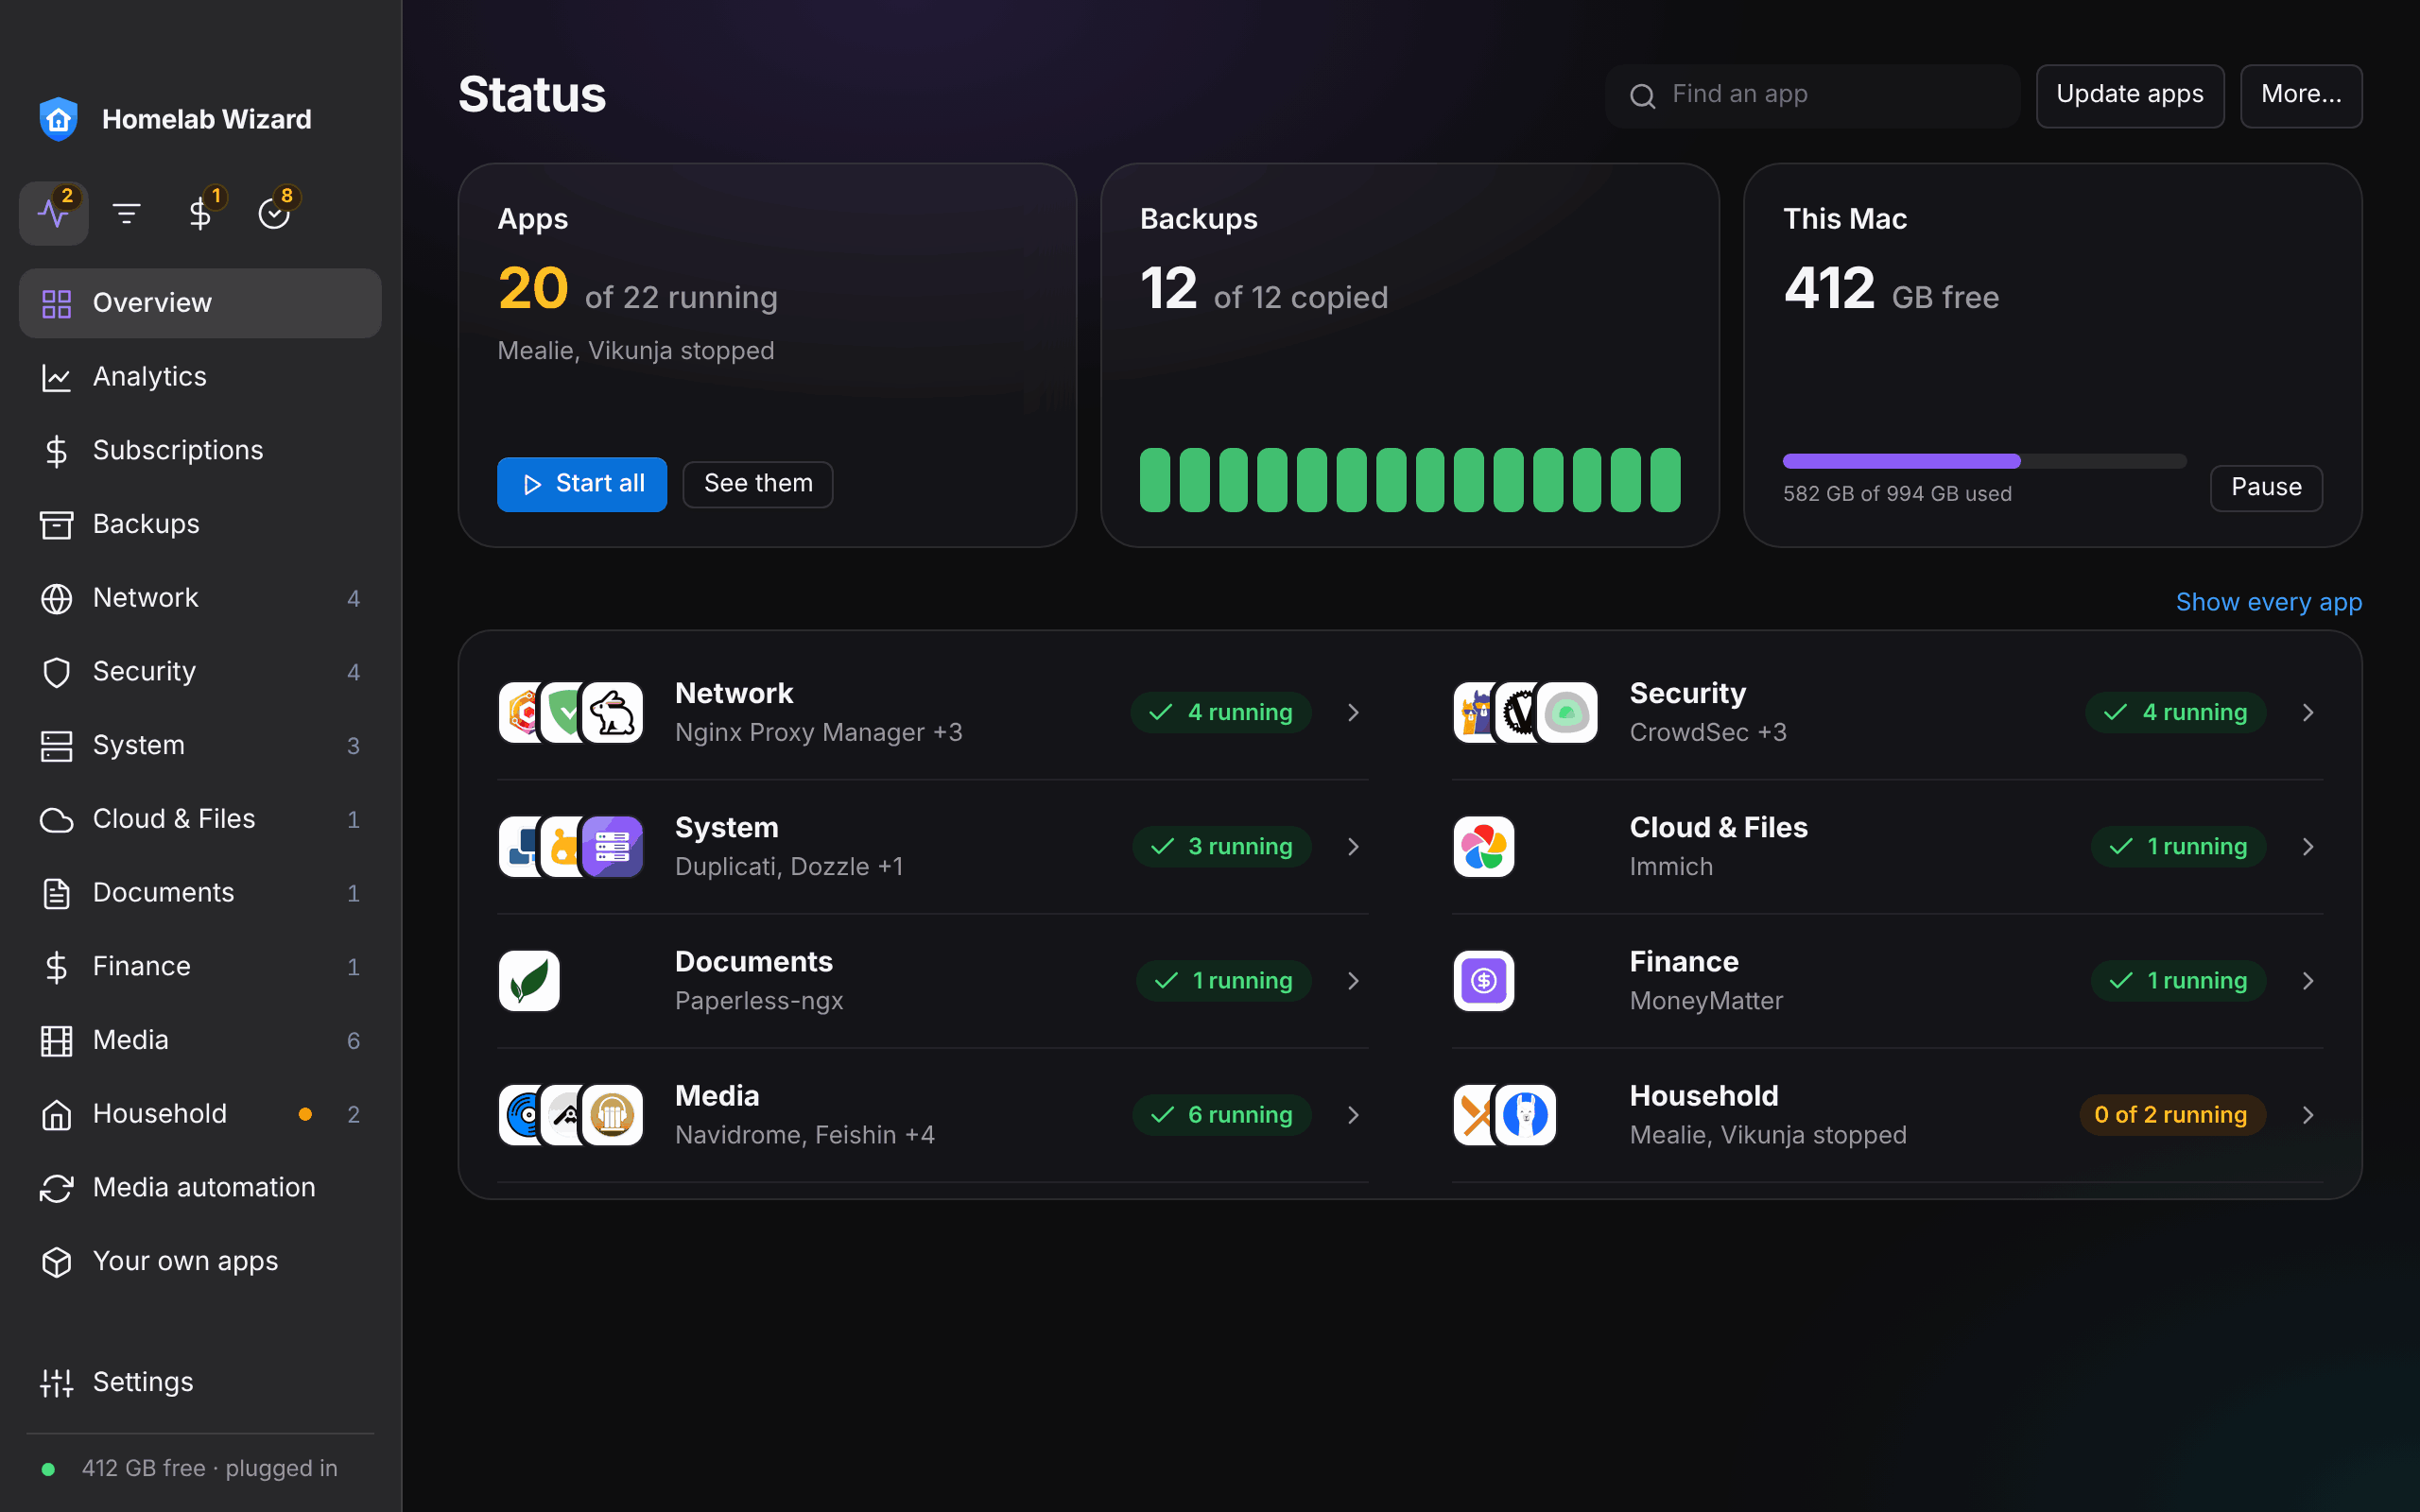 Homelab Wizard
2
1
8
Overview
Analytics
Subscriptions
Backups
Network 4
Security 4
System 3
Cloud & Files 1
Documents 1
Finance 1
Media 6
Household 2
Media automation
Your own apps
Settings
412 GB free · plugged in
Status
Find an app
Update apps
More...
Apps
20 of 22 running
Mealie, Vikunja stopped
Start all
See them
Backups
12 of 12 copied
This Mac
412 GB free
582 GB of 994 GB used
Pause
Show every app
Network
Nginx Proxy Manager +3
4 running
Security
CrowdSec +3
4 running
System
Duplicati, Dozzle +1
3 running
Cloud & Files
Immich
1 running
Documents
Paperless-ngx
1 running
Finance
MoneyMatter
1 running
Media
Navidrome, Feishin +4
6 running
Household
Mealie, Vikunja stopped
0 of 2 running